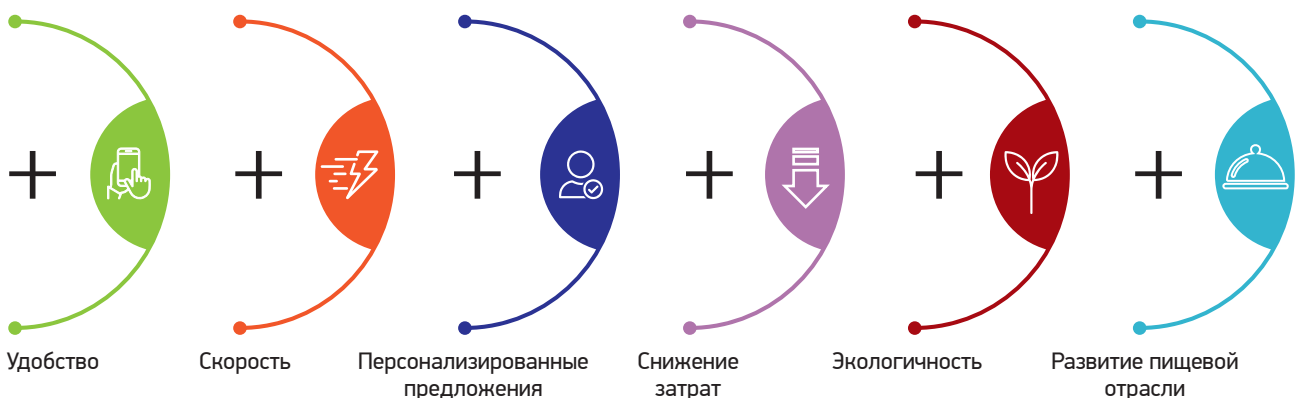 Удобство
Скорость
Персонализированные
предложения
Снижение
затрат
Экологичность
Развитие пищевой
отрасли